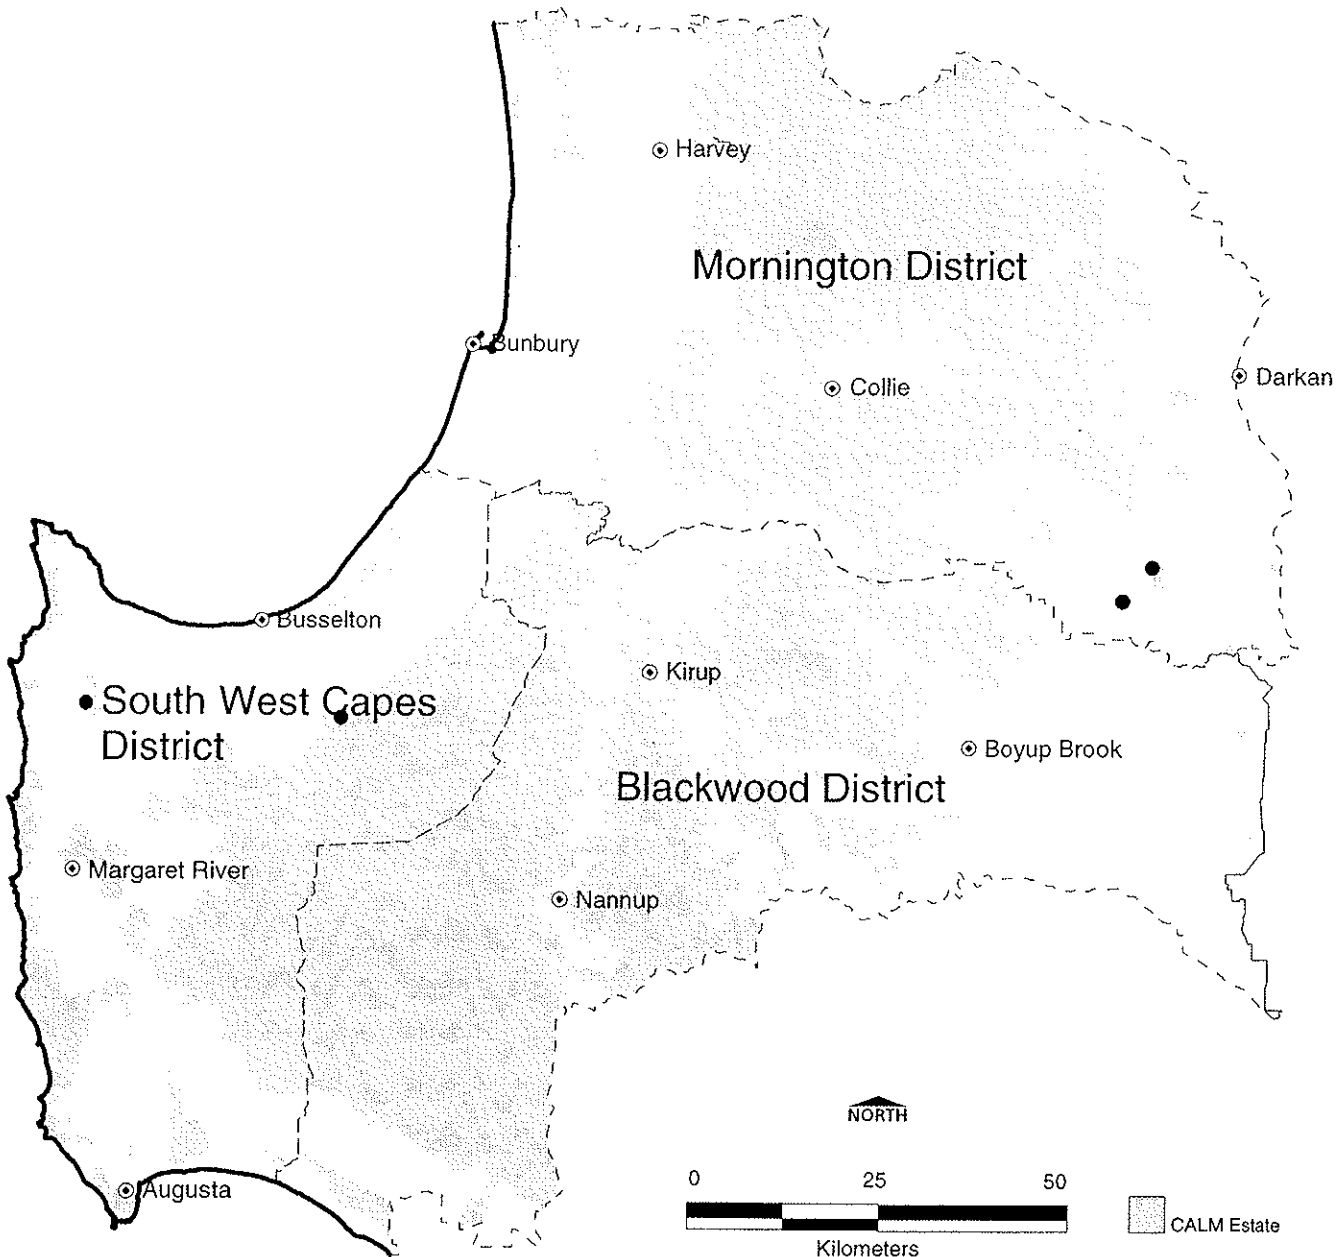 Harvey
Mornington District
Bunbury
Collie
Darkan
Busselton
Kirup
South West Capes
District
Boyup Brook
Blackwood District
Margaret River
Nannup
NORTH
Augusta
0 25 50
Kilometers
CALM Estate